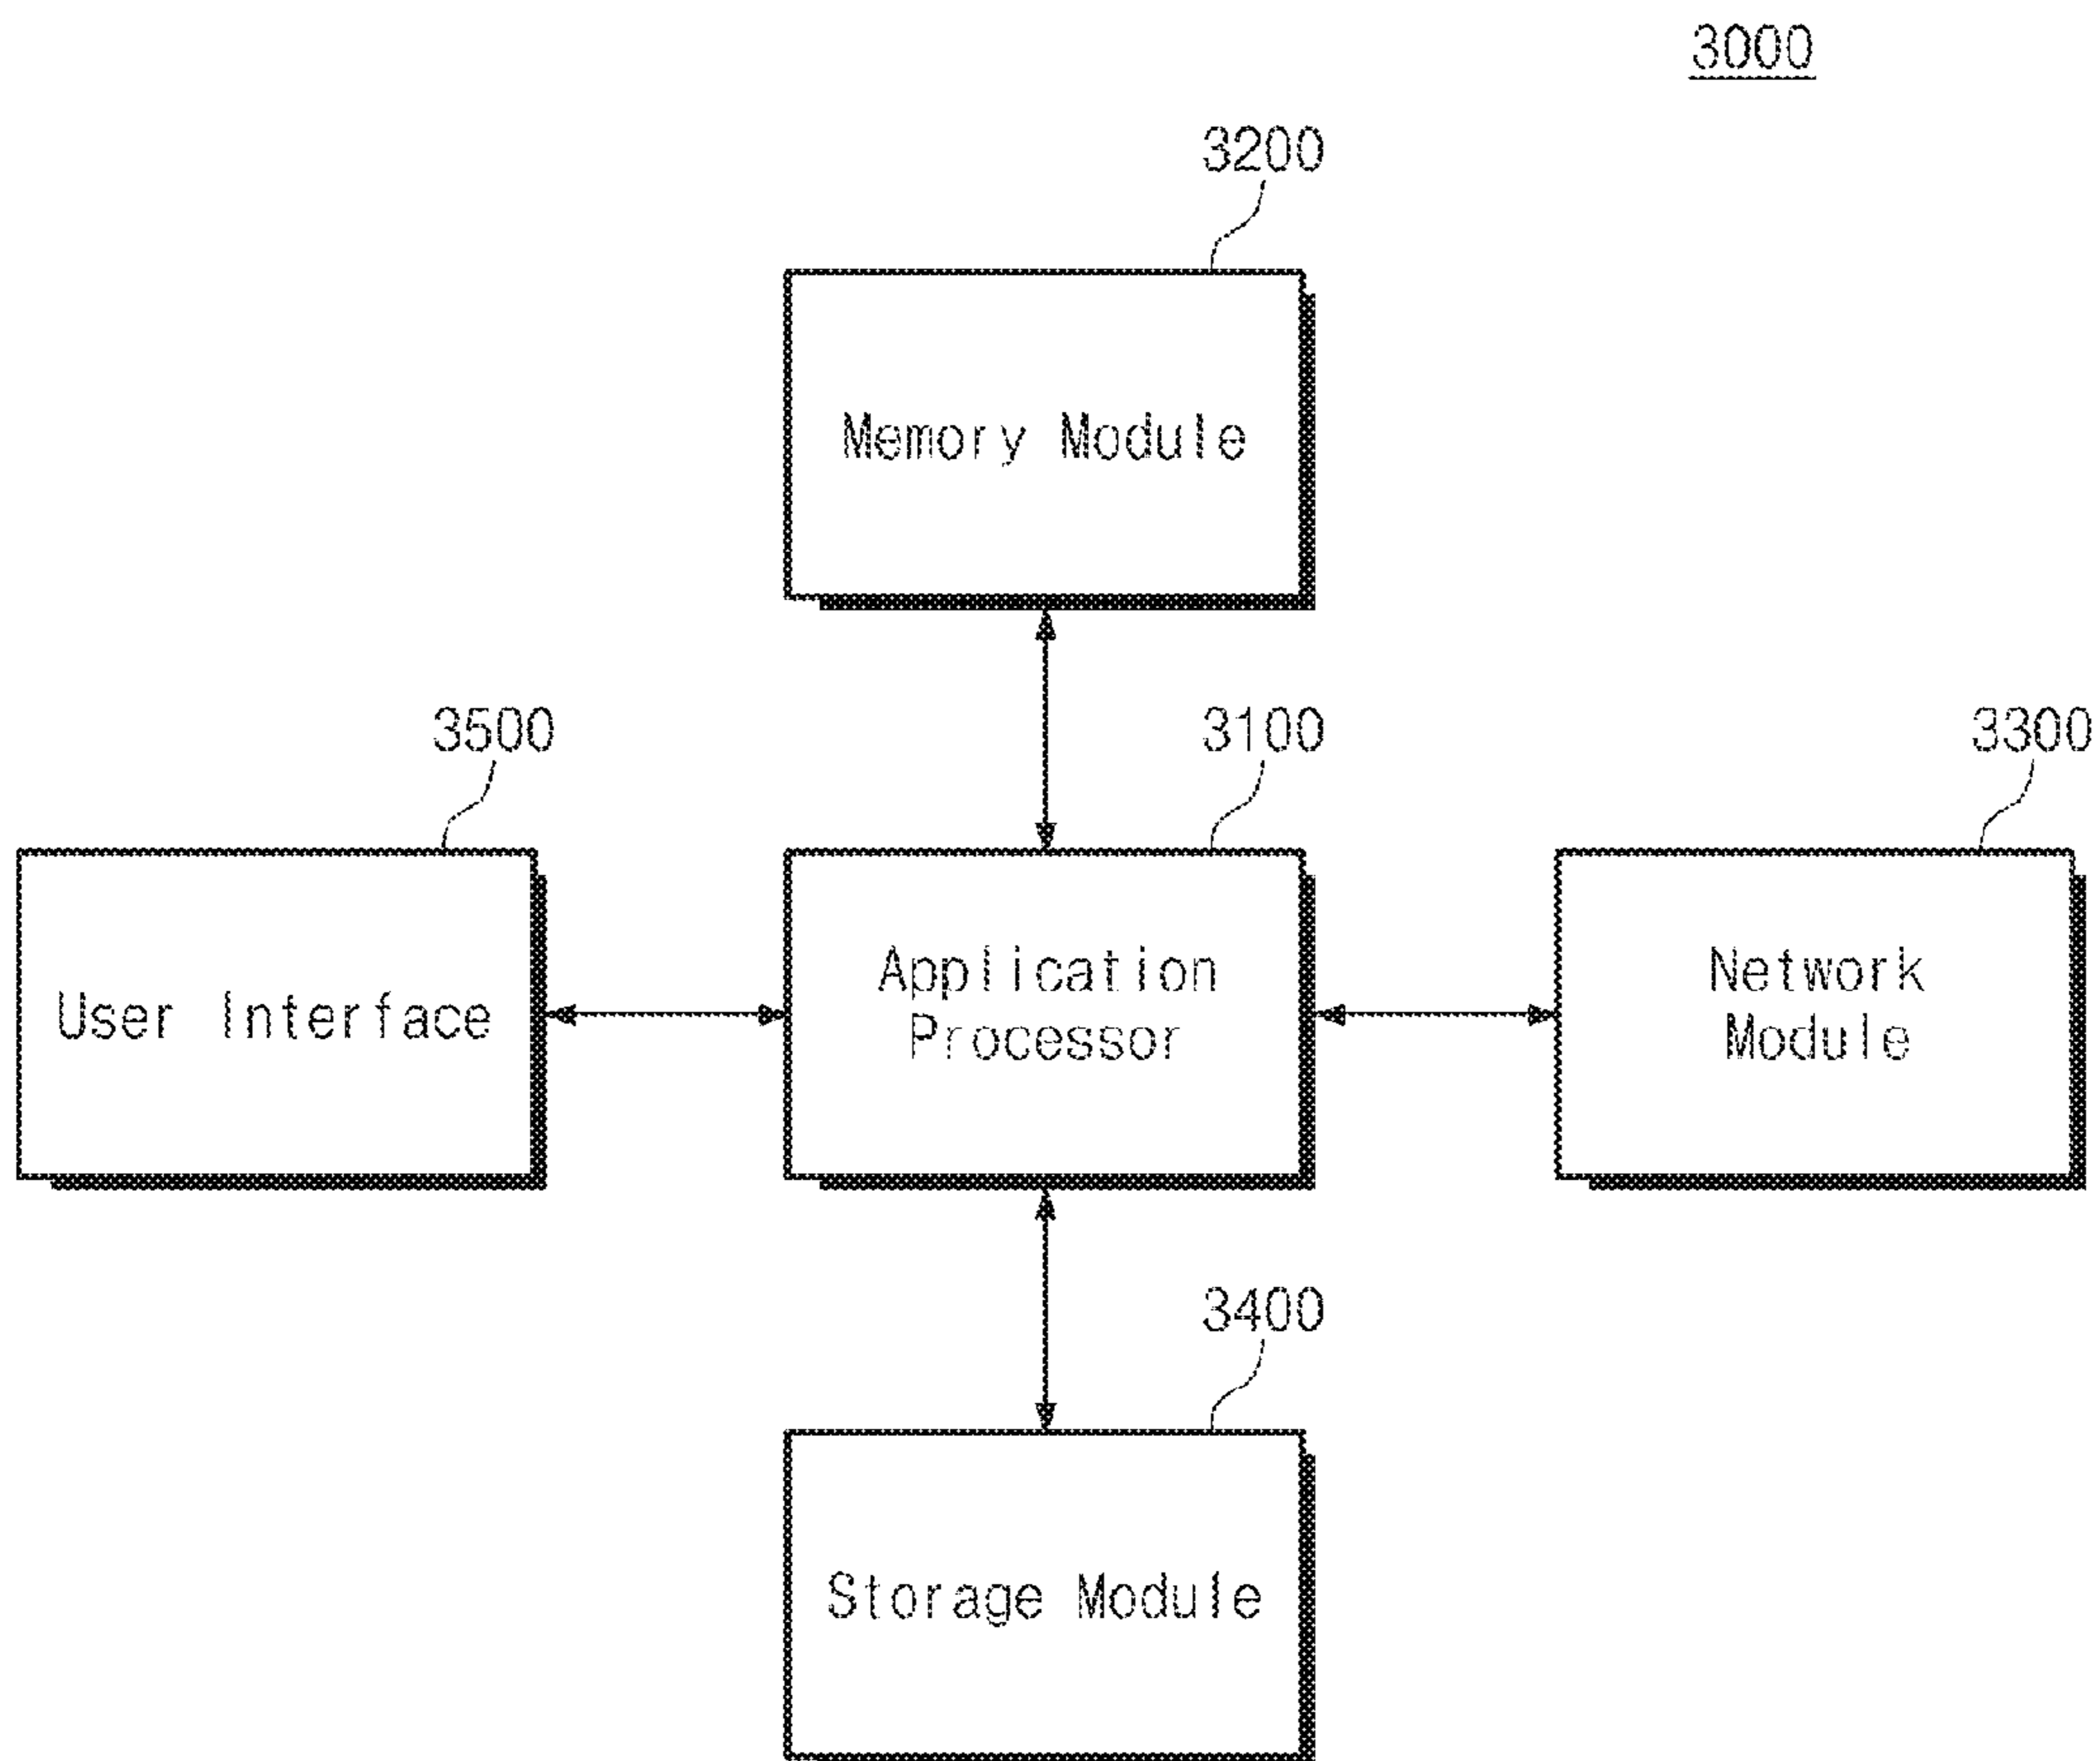 3000
3200
Memory Module
3500
3100
3300
User Interface
Application
Processor
Network
Module
3400
Storage Module